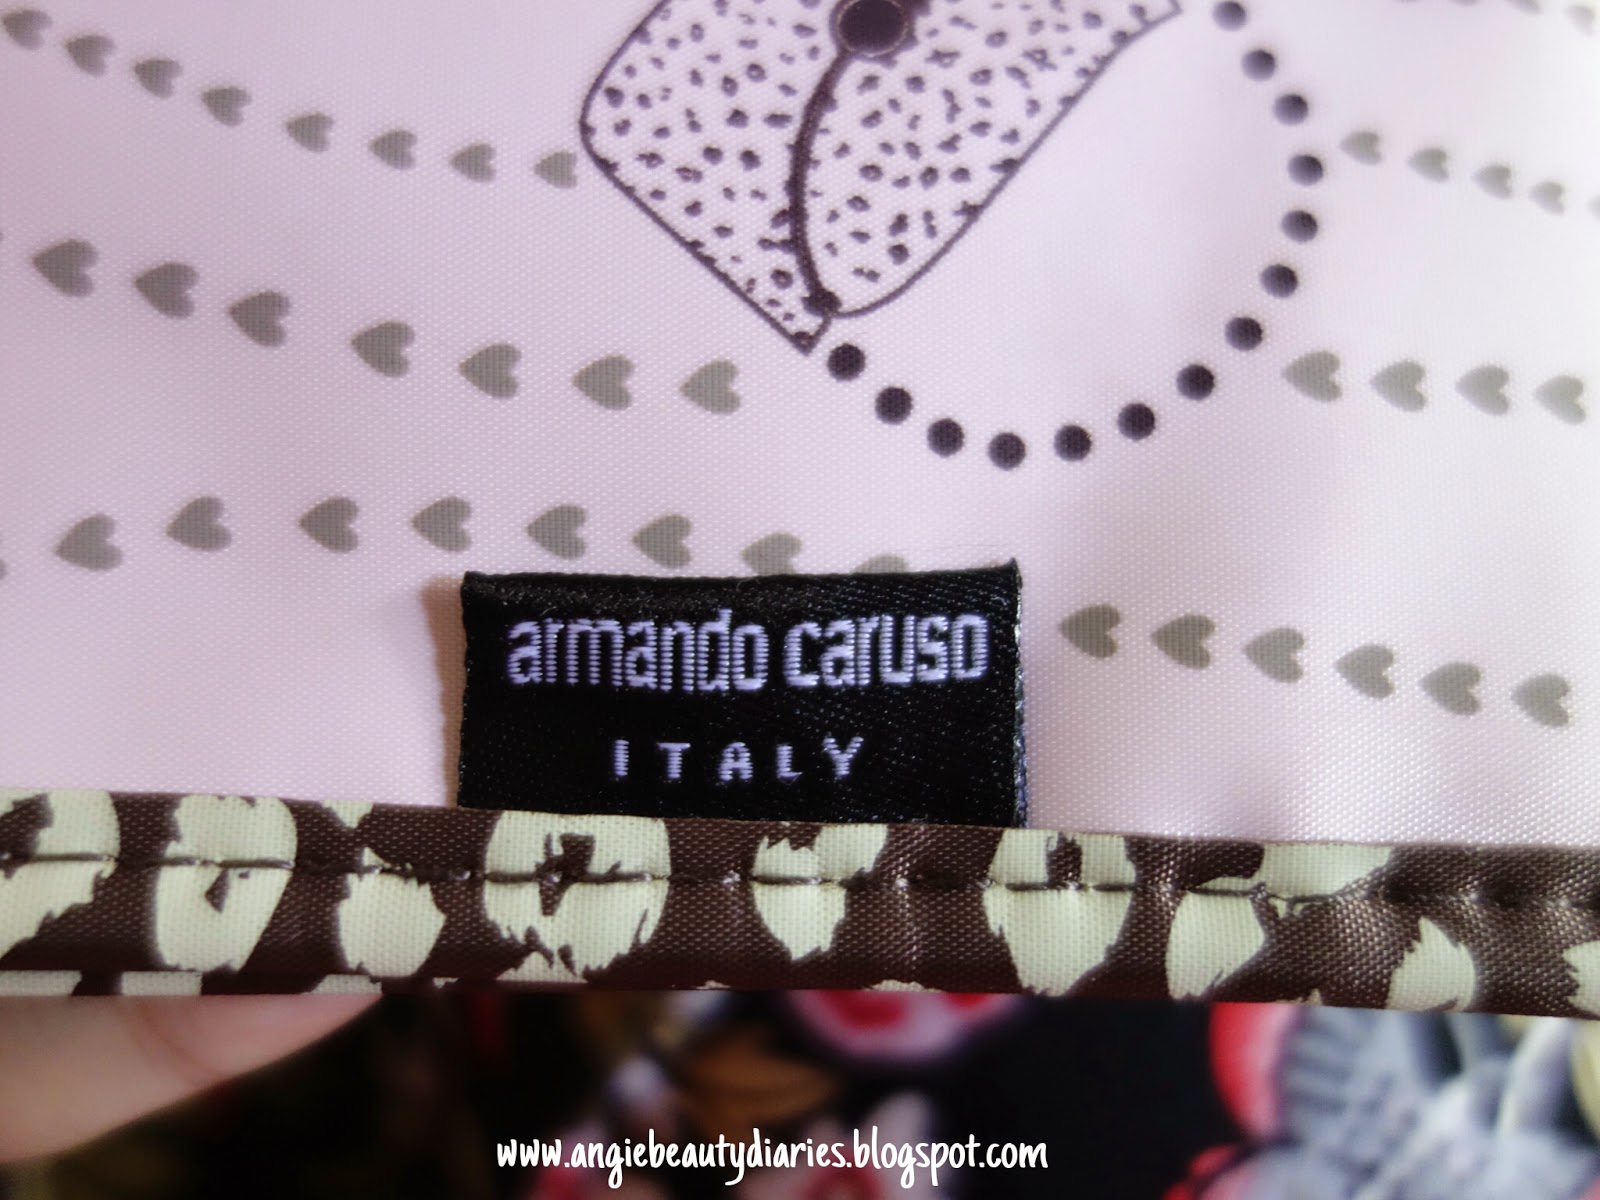 armando caruso
ITALY
www.angiebeautydiaries.blogspot.com